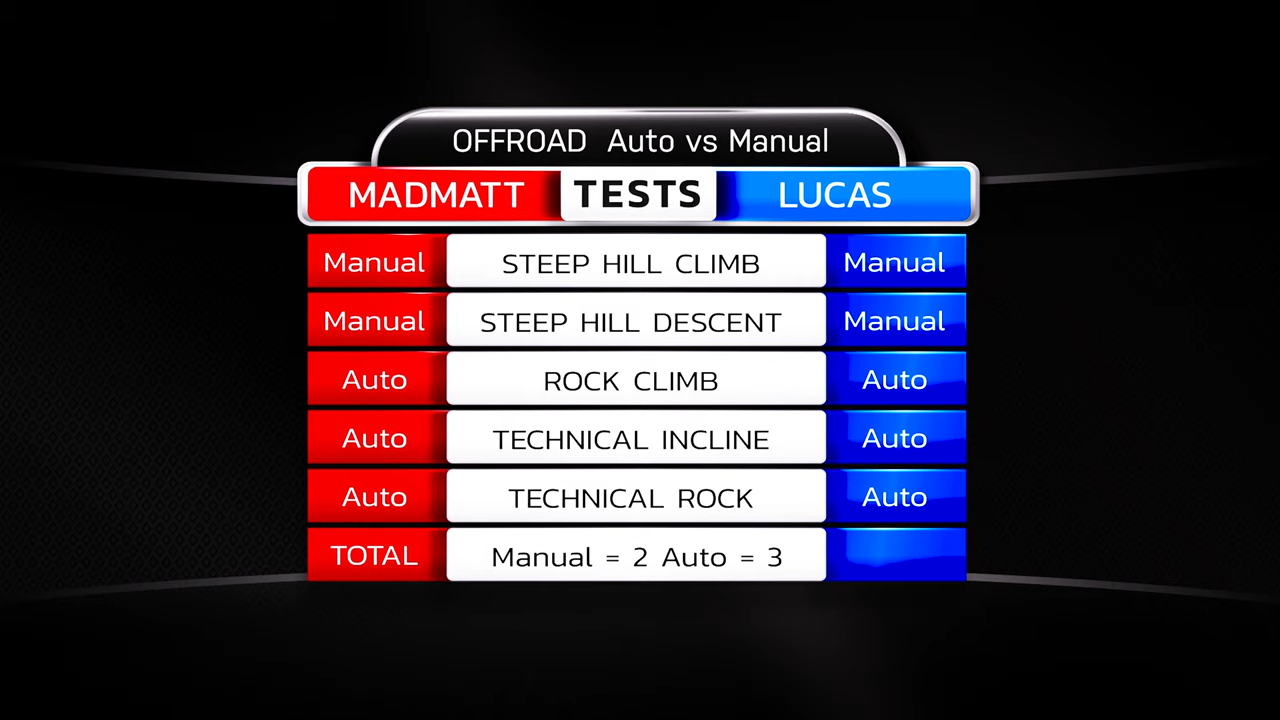 OFFROAD Auto vs Manual
MADMATT TESTS LUCAS
Manual STEEP HILL CLIMB Manual
Manual STEEP HILL DESCENT Manual
Auto ROCK CLIMB Auto
Auto TECHNICAL INCLINE Auto
Auto TECHNICAL ROCK Auto
TOTAL Manual = 2 Auto = 3